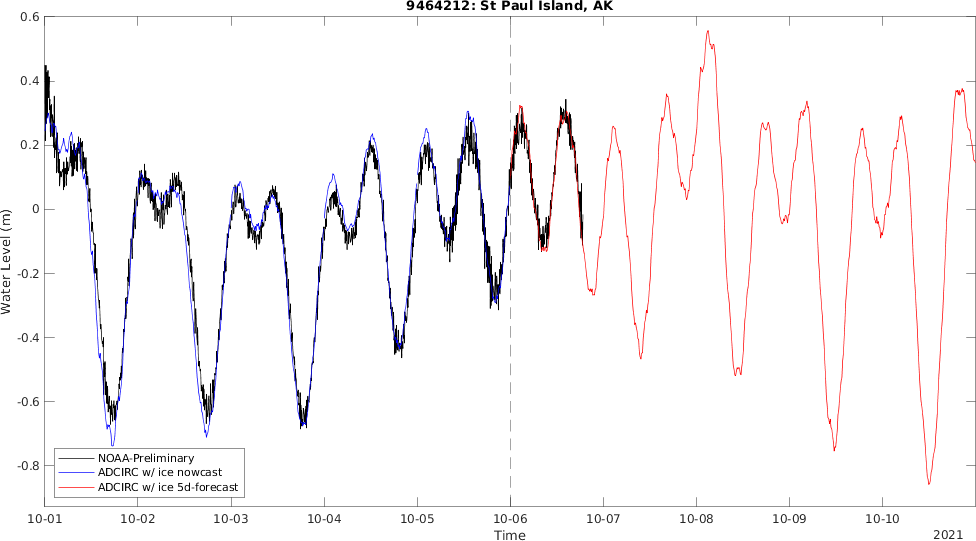 9464212: St Paul Island, AK
0.6
0.4
0.2
0
-0.2
-0.4
-0.6
-0.8
Water Level (m)
NOAA-Preliminary
ADCIRC w/ ice nowcast
ADCIRC w/ ice 5d-forecast
10-01 10-02 10-03 10-04 10-05 10-06 10-07 10-08 10-09 10-10
Time
2021